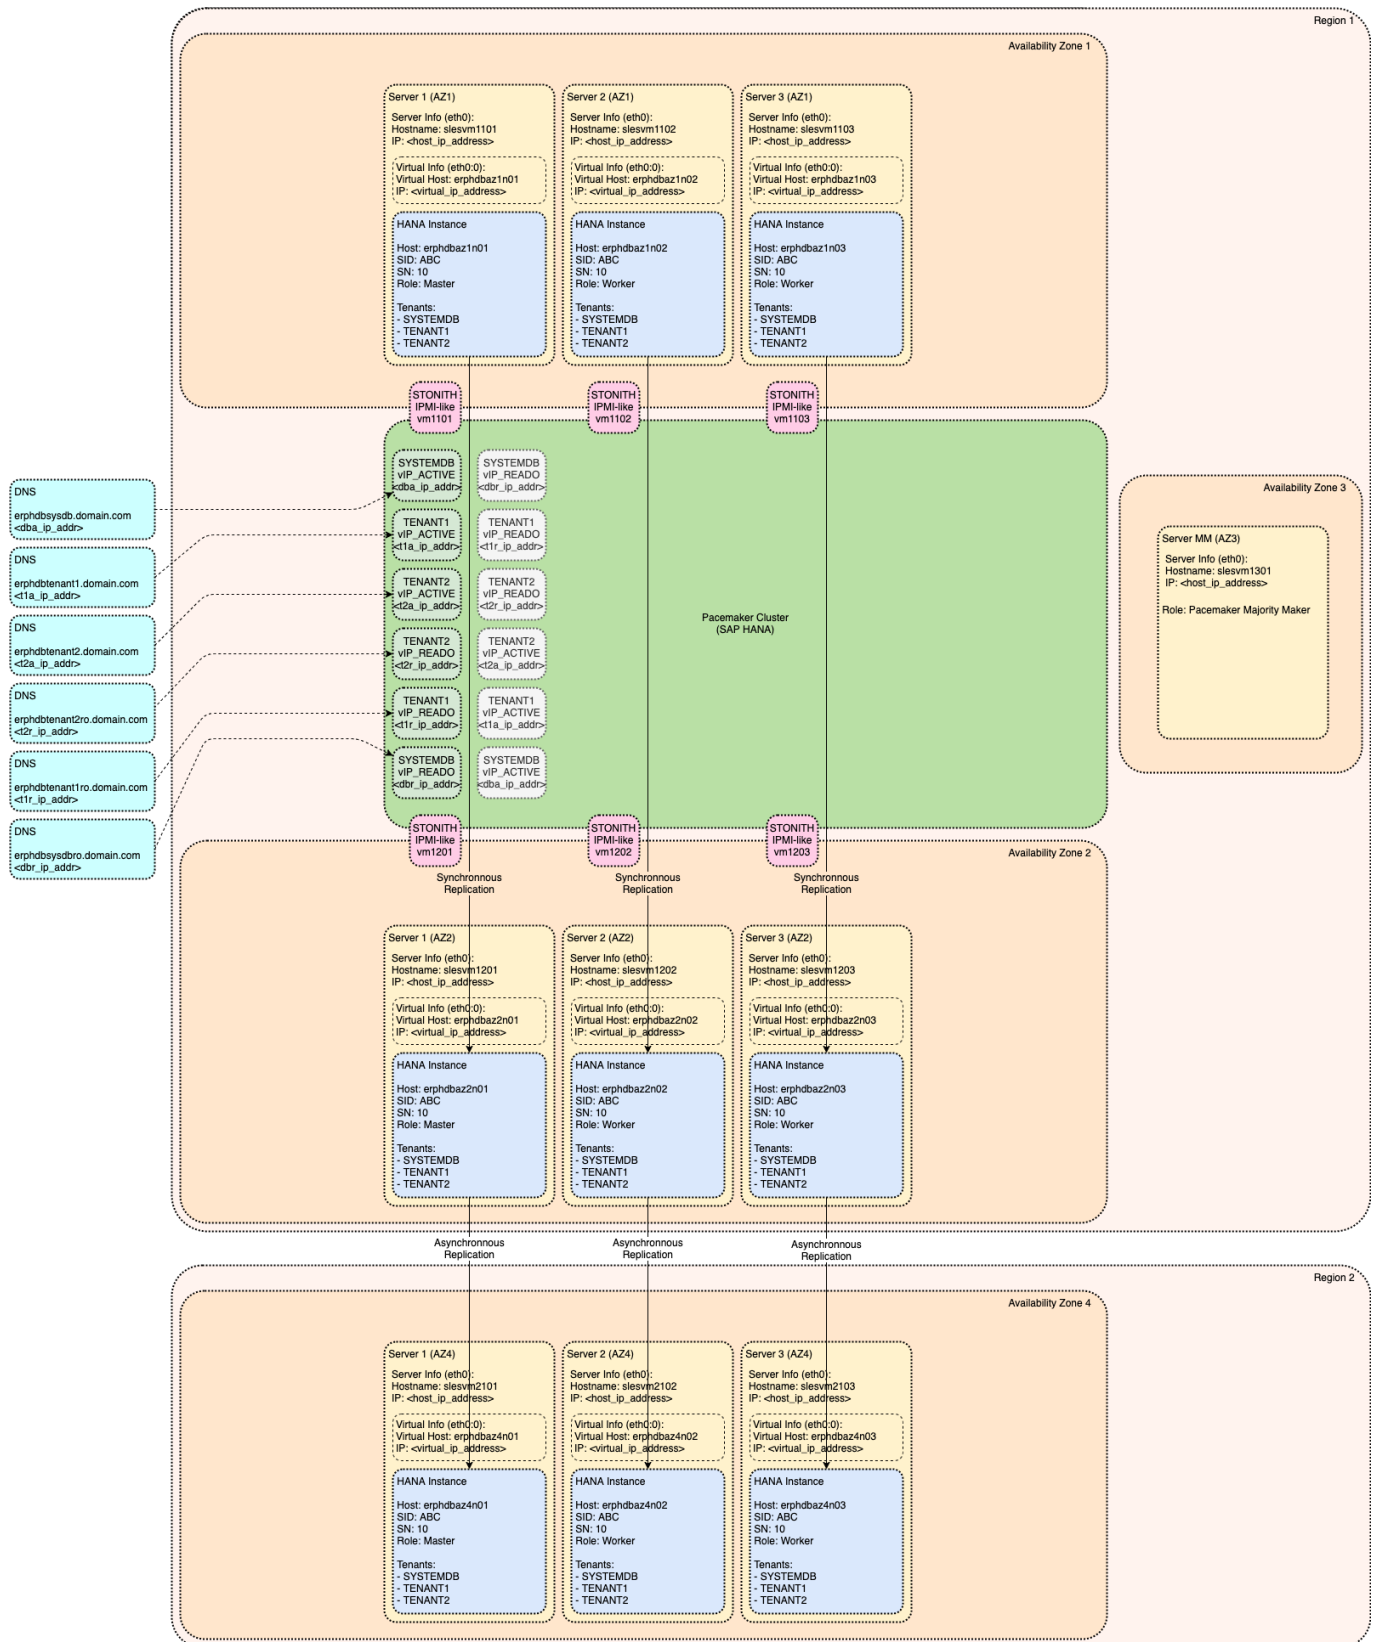 Region 1
Availability Zone 1
Server 1 (AZ1)
Server Info (eth0):
Hostname: slesvm1101
IP: <host_ip_address>
Virtual Info (eth0:0):
Virtual Host: erphdbaz1n01
IP: <virtual_ip_address>
HANA Instance
Host: erphdbaz1n01
SID: ABC
SN: 10
Role: Master
Tenants:
- SYSTEMDB
- TENANT1
- TENANT2
Server 2 (AZ1)
Server Info (eth0):
Hostname: slesvm1102
IP: <host_ip_address>
Virtual Info (eth0:0):
Virtual Host: erphdbaz1n02
IP: <virtual_ip_address>
HANA Instance
Host: erphdbaz1n02
SID: ABC
SN: 10
Role: Worker
Tenants:
- SYSTEMDB
- TENANT1
- TENANT2
Server 3 (AZ1)
Server Info (eth0):
Hostname: slesvm1103
IP: <host_ip_address>
Virtual Info (eth0:0):
Virtual Host: erphdbaz1n03
IP: <virtual_ip_address>
HANA Instance
Host: erphdbaz1n03
SID: ABC
SN: 10
Role: Worker
Tenants:
- SYSTEMDB
- TENANT1
- TENANT2
STONITH
IPMI-like
vm1101
STONITH
IPMI-like
vm1102
STONITH
IPMI-like
vm1103
DNS
erphdbsysdb.domain.com
<dba_ip_addr>
DNS
erphdbtenant1.domain.com
<t1a_ip_addr>
DNS
erphdbtenant2.domain.com
<t2a_ip_addr>
DNS
erphdbtenant2ro.domain.com
<t2r_ip_addr>
DNS
erphdbtenant1ro.domain.com
<t1r_ip_addr>
DNS
erphdbsysdbro.domain.com
<dbr_ip_addr>
SYSTEMDB
vIP_ACTIVE
<dba_ip_addr>
SYSTEMDB
vIP_READO
<dbr_ip_addr>
TENANT1
vIP_ACTIVE
<t1a_ip_addr>
TENANT1
vIP_READO
<t1r_ip_addr>
TENANT2
vIP_ACTIVE
<t2a_ip_addr>
TENANT2
vIP_READO
<t2r_ip_addr>
TENANT2
vIP_READO
<t2r_ip_addr>
TENANT2
vIP_ACTIVE
<t2a_ip_addr>
TENANT1
vIP_READO
<t1r_ip_addr>
TENANT1
vIP_ACTIVE
<t1a_ip_addr>
SYSTEMDB
vIP_READO
<dbr_ip_addr>
SYSTEMDB
vIP_ACTIVE
<dba_ip_addr>
Pacemaker Cluster
(SAP HANA)
Availability Zone 3
Server MM (AZ3)
Server Info (eth0):
Hostname: slesvm1301
IP: <host_ip_address>
Role: Pacemaker Majority Maker
STONITH
IPMI-like
vm1201
STONITH
IPMI-like
vm1202
STONITH
IPMI-like
vm1203
Availability Zone 2
Synchronnous
Replication
Synchronnous
Replication
Synchronnous
Replication
Server 1 (AZ2)
Server Info (eth0):
Hostname: slesvm1201
IP: <host_ip_address>
Virtual Info (eth0:0):
Virtual Host: erphdbaz2n01
IP: <virtual_ip_address>
HANA Instance
Host: erphdbaz2n01
SID: ABC
SN: 10
Role: Master
Tenants:
- SYSTEMDB
- TENANT1
- TENANT2
Server 2 (AZ2)
Server Info (eth0):
Hostname: slesvm1202
IP: <host_ip_address>
Virtual Info (eth0:0):
Virtual Host: erphdbaz2n02
IP: <virtual_ip_address>
HANA Instance
Host: erphdbaz2n02
SID: ABC
SN: 10
Role: Worker
Tenants:
- SYSTEMDB
- TENANT1
- TENANT2
Server 3 (AZ2)
Server Info (eth0):
Hostname: slesvm1203
IP: <host_ip_address>
Virtual Info (eth0:0):
Virtual Host: erphdbaz2n03
IP: <virtual_ip_address>
HANA Instance
Host: erphdbaz2n03
SID: ABC
SN: 10
Role: Worker
Tenants:
- SYSTEMDB
- TENANT1
- TENANT2
Asynchronnous
Replication
Asynchronnous
Replication
Asynchronnous
Replication
Region 2
Availability Zone 4
Server 1 (AZ4)
Server Info (eth0):
Hostname: slesvm2101
IP: <host_ip_address>
Virtual Info (eth0:0):
Virtual Host: erphdbaz4n01
IP: <virtual_ip_address>
HANA Instance
Host: erphdbaz4n01
SID: ABC
SN: 10
Role: Master
Tenants:
- SYSTEMDB
- TENANT1
- TENANT2
Server 2 (AZ4)
Server Info (eth0):
Hostname: slesvm2102
IP: <host_ip_address>
Virtual Info (eth0:0):
Virtual Host: erphdbaz4n02
IP: <virtual_ip_address>
HANA Instance
Host: erphdbaz4n02
SID: ABC
SN: 10
Role: Worker
Tenants:
- SYSTEMDB
- TENANT1
- TENANT2
Server 3 (AZ4)
Server Info (eth0):
Hostname: slesvm2103
IP: <host_ip_address>
Virtual Info (eth0:0):
Virtual Host: erphdbaz4n03
IP: <virtual_ip_address>
HANA Instance
Host: erphdbaz4n03
SID: ABC
SN: 10
Role: Worker
Tenants:
- SYSTEMDB
- TENANT1
- TENANT2